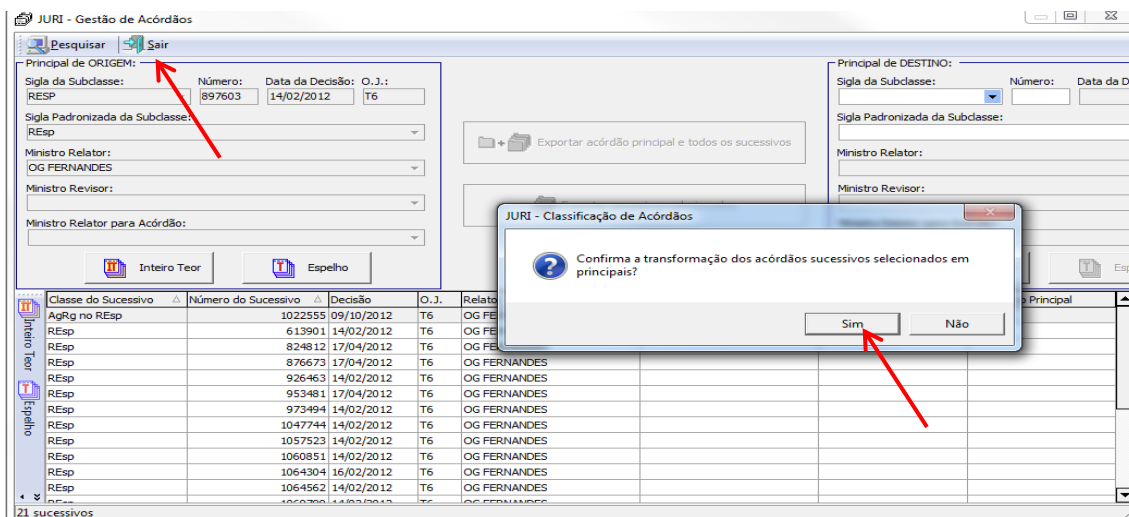 JURI - Gestão de Acórdãos
Pesquisar Sair
Principal de ORIGEM:
Sigla da Subclasse: Número: Data da Decisão: O.J.:
RESP 897603 14/02/2012 T6
Sigla Padronizada da Subclasse:
REsp
Ministro Relator:
OG FERNANDES
Ministro Revisor:
Ministro Relator para Acórdão:
Inteiro Teor Espelho
Exportar acórdão principal e todos os sucessivos
Principal de DESTINO:
Sigla da Subclasse: Número: Data da D
Sigla Padronizada da Subclasse:
Ministro Relator:
Ministro Revisor:
Esp
JURI - Classificação de Acórdãos
Confirma a transformação dos acórdãos sucessivos selecionados em
principais?
Sim Não
Inteiro Teor
Espelho
Classe do Sucessivo Número do Sucessivo Decisão O.J. Relato Principal
AgRg no REsp 1022555 09/10/2012 T6 OG FE
REsp 613901 14/02/2012 T6 OG FE
REsp 824812 17/04/2012 T6 OG FE
REsp 876673 17/04/2012 T6 OG FERNANDES
REsp 926463 14/02/2012 T6 OG FERNANDES
REsp 953481 17/04/2012 T6 OG FERNANDES
REsp 973494 14/02/2012 T6 OG FERNANDES
REsp 1047744 14/02/2012 T6 OG FERNANDES
REsp 1057523 14/02/2012 T6 OG FERNANDES
REsp 1060851 14/02/2012 T6 OG FERNANDES
REsp 1064304 16/02/2012 T6 OG FERNANDES
REsp 1064562 14/02/2012 T6 OG FERNANDES
21 sucessivos